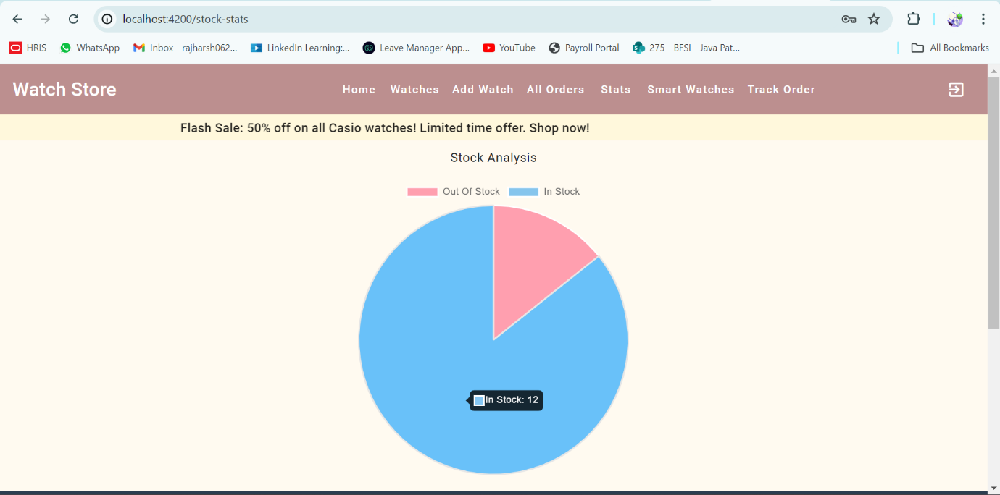 localhost:4200/stock-stats
HRIS WhatsApp Inbox - rajharsh062... LinkedIn Learning:... Leave Manager App... YouTube Payroll Portal 275 - BFSI - Java Pat... All Bookmarks
Watch Store Home Watches Add Watch All Orders Stats Smart Watches Track Order
Flash Sale: 50% off on all Casio watches! Limited time offer. Shop now!
Stock Analysis
Out Of Stock In Stock
In Stock: 12